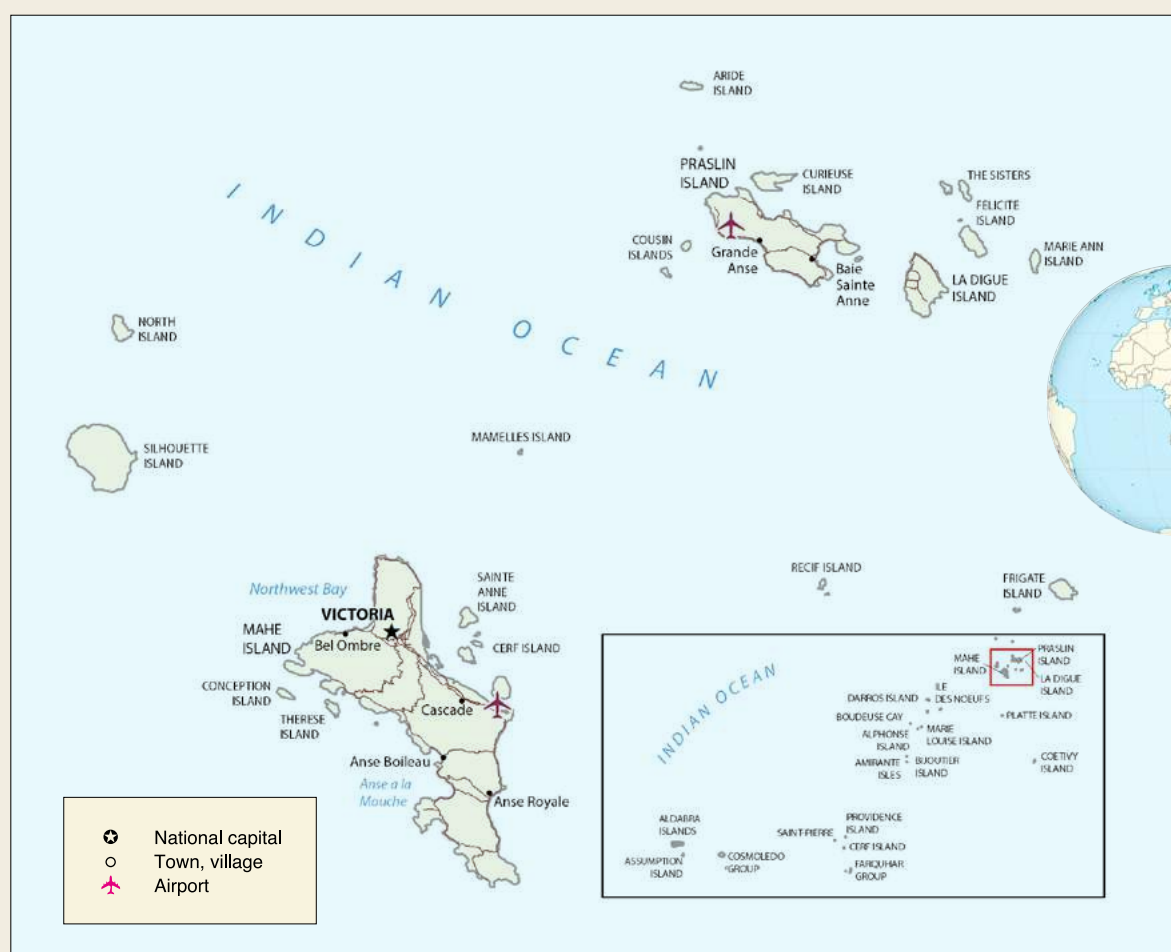 ARIDE
ISLAND
PRASLIN
ISLAND
CURIEUSE
ISLAND
THE SISTERS
FELICITE
ISLAND
COUSIN
ISLANDS
Grande
Anse
Baie
Sainte
Anne
MARIE ANN
ISLAND
LA DIGUE
ISLAND
INDIAN OCEAN
NORTH
ISLAND
SILHOUETTE
ISLAND
MAMELLES ISLAND
RECIF ISLAND
FRIGATE
ISLAND
Northwest Bay
SAINTE
ANNE
ISLAND
VICTORIA
MAHE
ISLAND
Bel Ombre
CERF ISLAND
CONCEPTION
ISLAND
THERESE
ISLAND
Cascade
Anse Boileau
Anse a la
Mouche
Anse Royale
National capital
Town, village
Airport
INDIAN OCEAN
MAHE
ISLAND
PRASLIN
ISLAND
LA DIGUE
ISLAND
DARROS ISLAND
ILE
DES NOEUFS
BOUDEUSE CAY
PLATTE ISLAND
ALPHONSE
ISLAND
MARIE
LOUISE ISLAND
AMIRANTE
ISLES
BIJOUTIER
ISLAND
COETIVY
ISLAND
ALDABRA
ISLANDS
ASSUMPTION
ISLAND
COSMOLEDO
GROUP
SAINT-PIERRE
PROVIDENCE
ISLAND
CERF ISLAND
FARQUHAR
GROUP